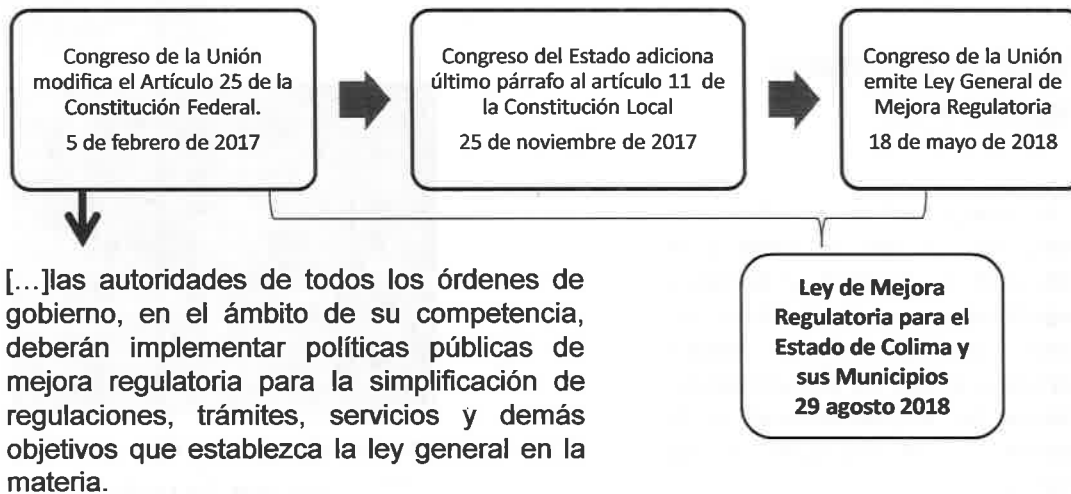 Congreso de la Unión
modifica el Artículo 25 de la
Constitución Federal.
5 de febrero de 2017
Congreso del Estado adiciona
último párrafo al artículo 11 de
la Constitución Local
25 de noviembre de 2017
Congreso de la Unión
emite Ley General de
Mejora Regulatoria
18 de mayo de 2018
[...]las autoridades de todos los órdenes de
gobierno, en el ámbito de su competencia,
deberán implementar políticas públicas de
mejora regulatoria para la simplificación de
regulaciones, trámites, servicios y demás
objetivos que establezca la ley general en la
materia.
Ley de Mejora
Regulatoria para el
Estado de Colima y
sus Municipios
29 agosto 2018